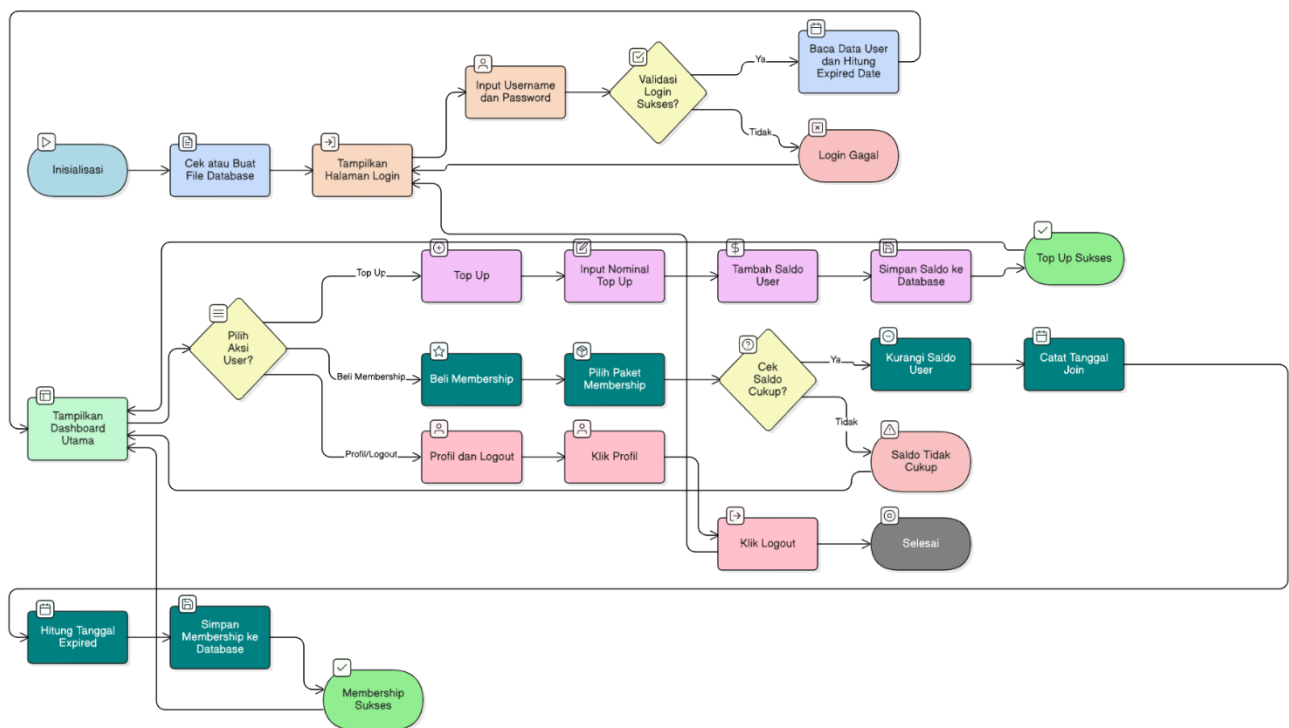 Baca Data User
dan Hitung
Expired Date
Input Username
dan Password
Validasi
Login
Sukses?
Ya
Tidak
Inisialisasi
Cek atau Buat
File Database
Tampilkan
Halaman Login
Login Gagal
Top Up
Top Up
Input Nominal
Top Up
Tambah Saldo
User
Simpan Saldo ke
Database
Top Up Sukses
Pilih
Aksi
User?
Beli Membership
Beli Membership
Pilih Paket
Membership
Cek
Saldo
Cukup?
Ya
Kurangi Saldo
User
Catat Tanggal
Join
Tidak
Tampilkan
Dashboard
Utama
Profil/Logout
Profil dan Logout
Klik Profil
Saldo Tidak
Cukup
Klik Logout
Selesai
Hitung Tanggal
Expired
Simpan
Membership ke
Database
Membership
Sukses